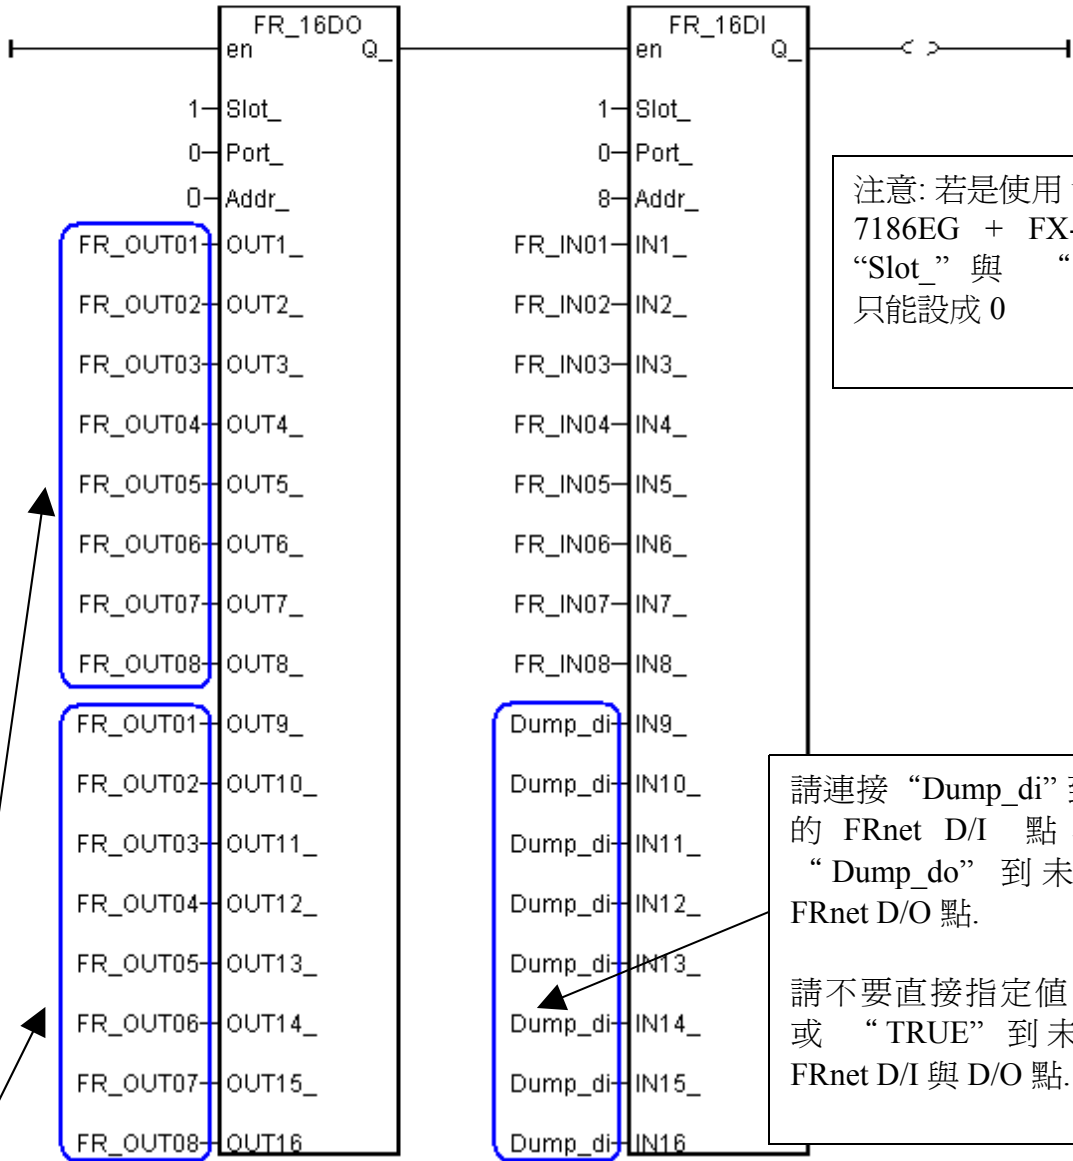 FR_16DO
en Q_
1 Slot_
0 Port_
0 Addr_
FR_OUT01 OUT1_
FR_OUT02 OUT2_
FR_OUT03 OUT3_
FR_OUT04 OUT4_
FR_OUT05 OUT5_
FR_OUT06 OUT6_
FR_OUT07 OUT7_
FR_OUT08 OUT8_
FR_OUT01 OUT9_
FR_OUT02 OUT10_
FR_OUT03 OUT11_
FR_OUT04 OUT12_
FR_OUT05 OUT13_
FR_OUT06 OUT14_
FR_OUT07 OUT15_
FR_OUT08 OUT16
FR_16DI
en Q_
1 Slot_
0 Port_
8 Addr_
FR_IN01 IN1_
FR_IN02 IN2_
FR_IN03 IN3_
FR_IN04 IN4_
FR_IN05 IN5_
FR_IN06 IN6_
FR_IN07 IN7_
FR_IN08 IN8_
Dump_di IN9_
Dump_di IN10_
Dump_di IN11_
Dump_di IN12_
Dump_di IN13_
Dump_di IN14_
Dump_di IN15_
Dump_di IN16
注意: 若是使用
7186EG + FX-
“Slot_” 與 “
只能設成 0
請連接 “Dump_di”
的 FRnet D/I 點
“Dump_do” 到 未
FRnet D/O 點.
請不要直接指定值
或 “TRUE” 到 未
FRnet D/I 與 D/O 點.